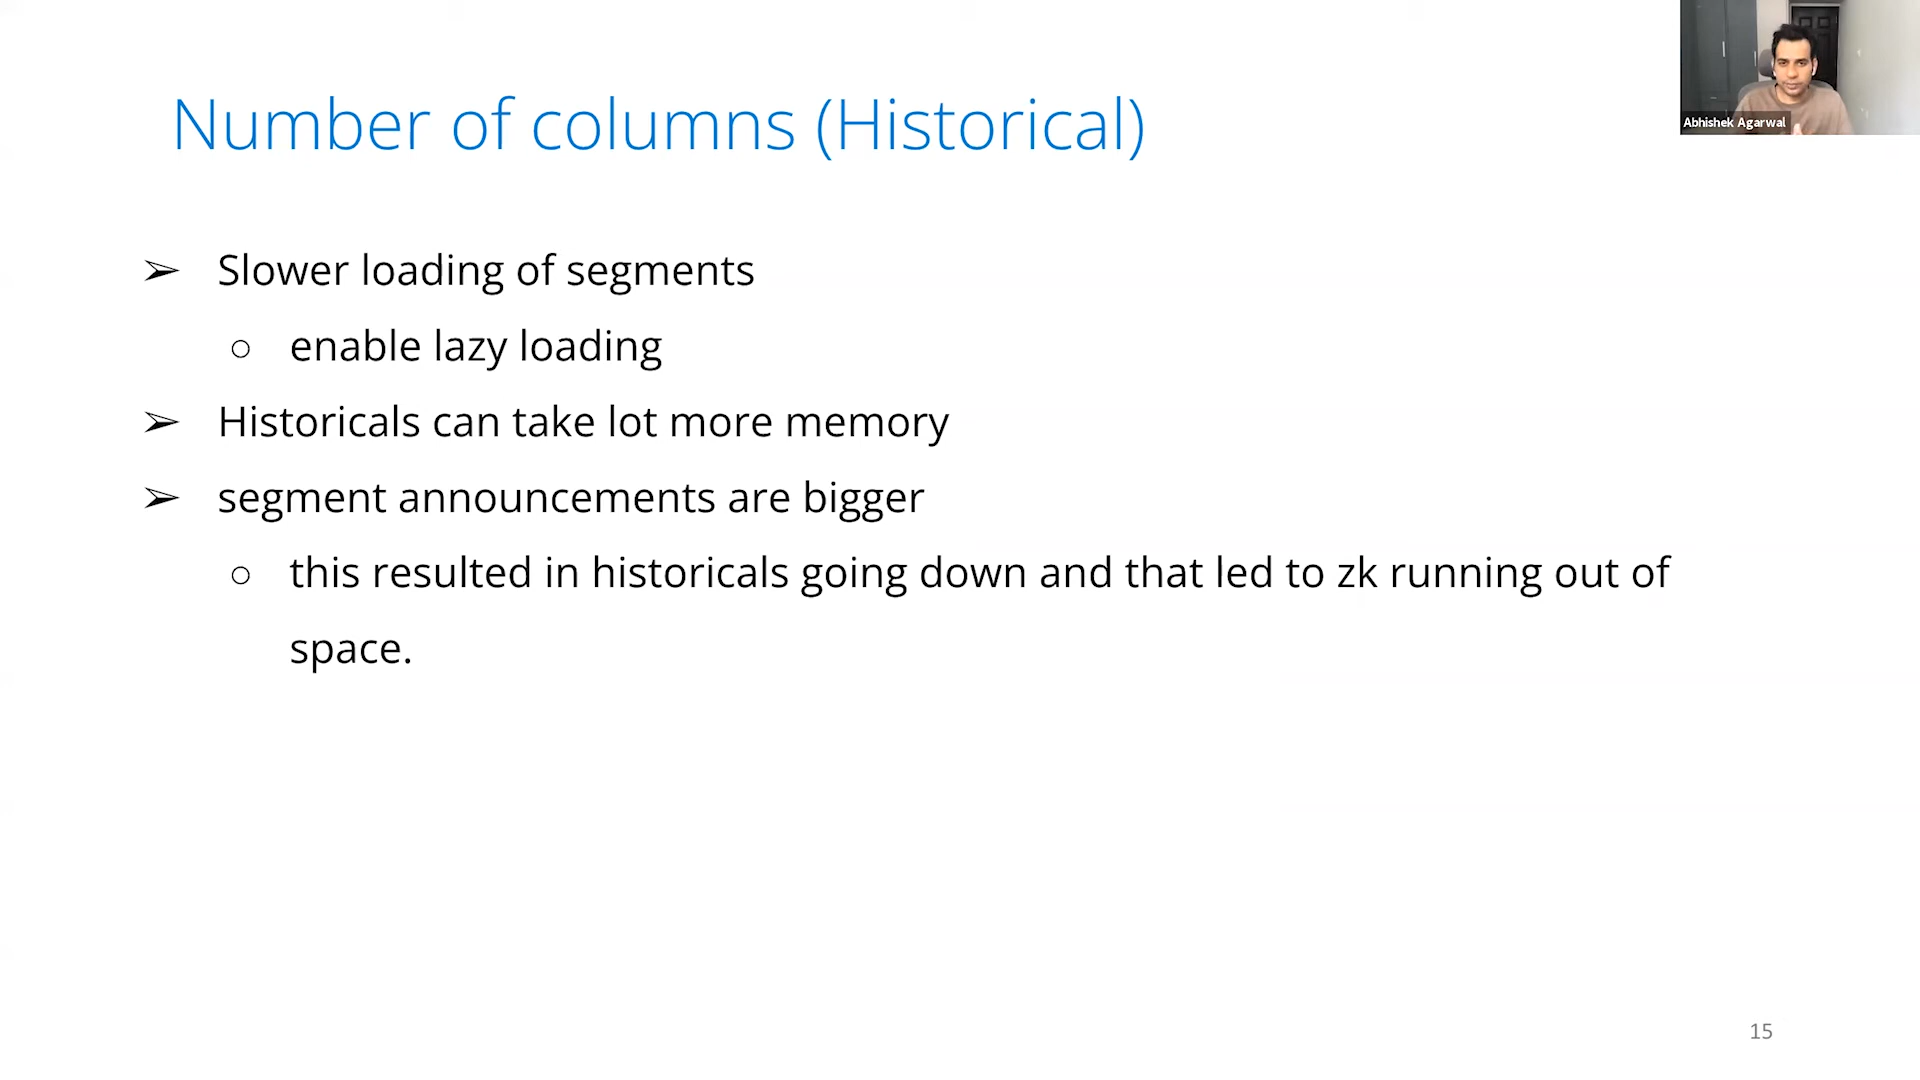 Number of columns (Historical)
Abhishek Agarwal
➢ Slower loading of segments
○ enable lazy loading
➢ Historicals can take lot more memory
➢ segment announcements are bigger
○ this resulted in historicals going down and that led to zk running out of
space.
15